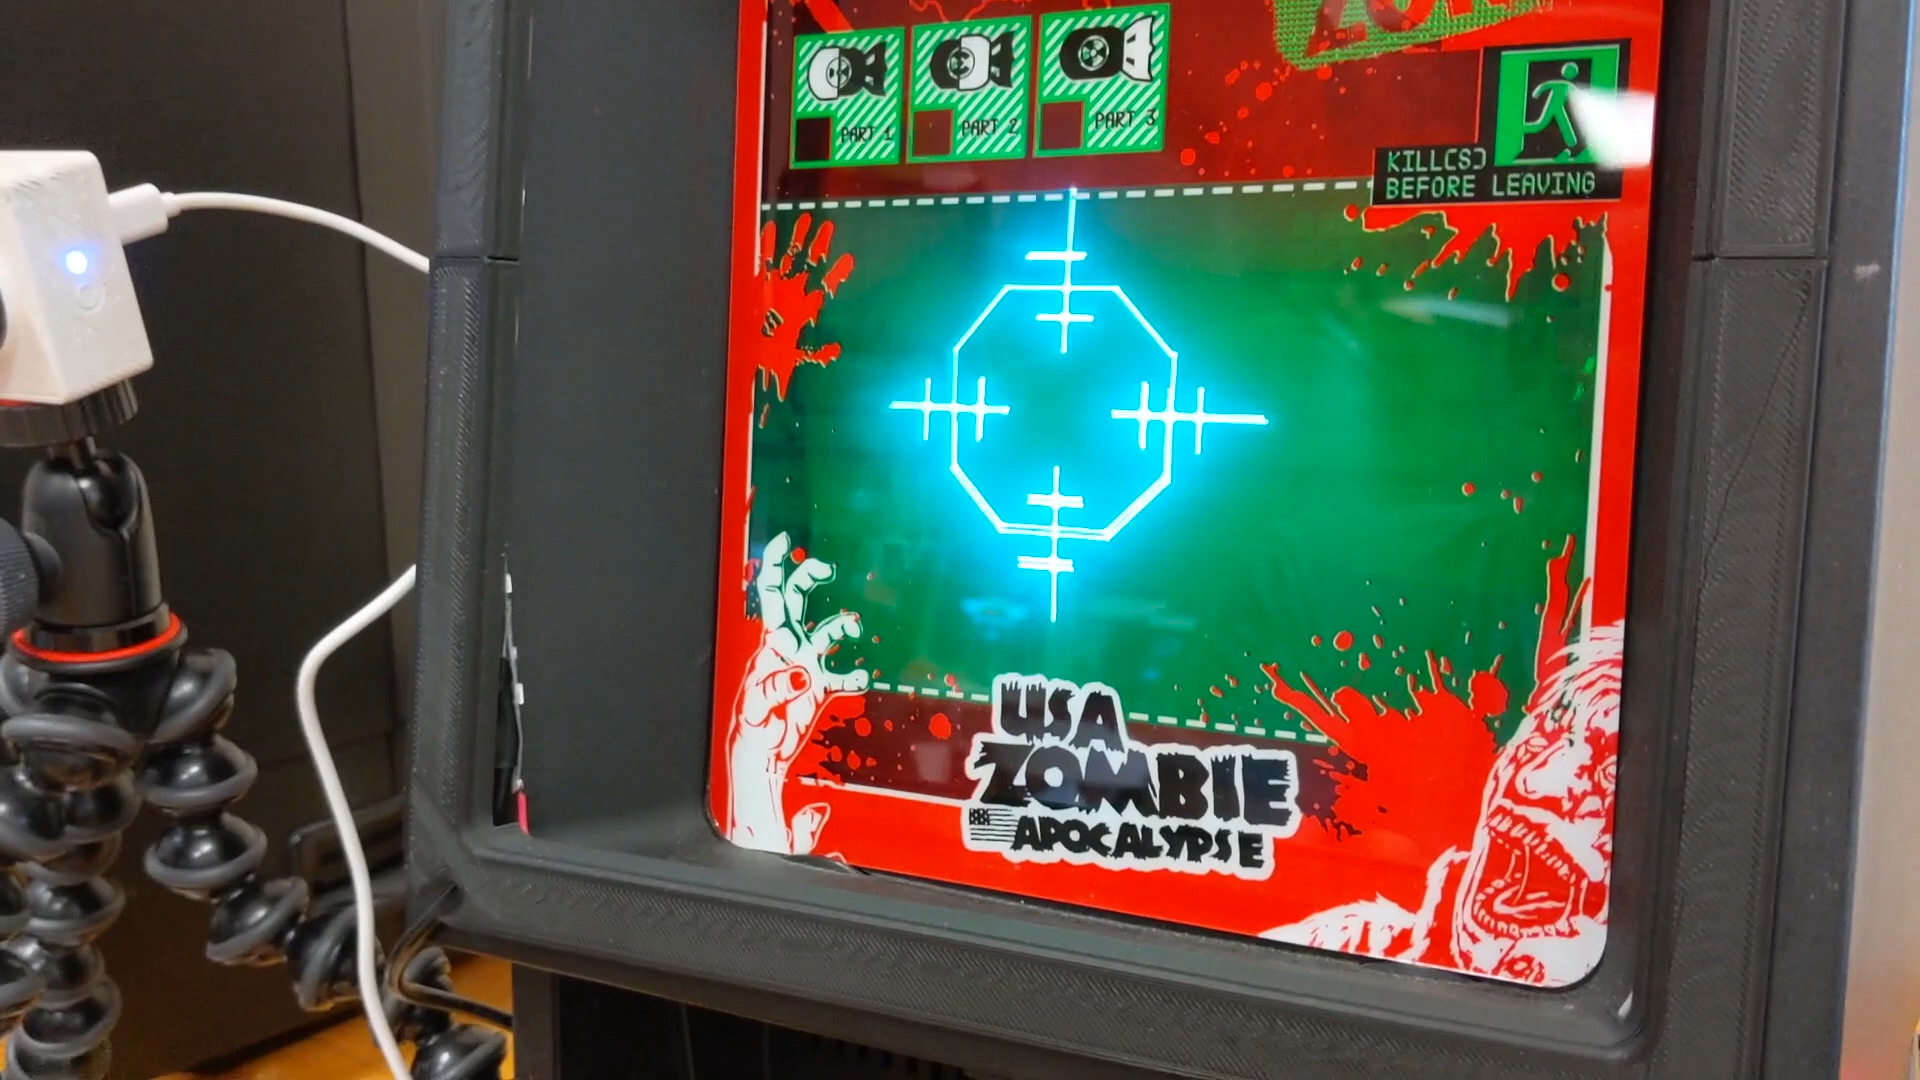 PART 1
PART 2
PART 3
KILL(S)
BEFORE LEAVING
USA
ZOMBIE
APOCALYPSE